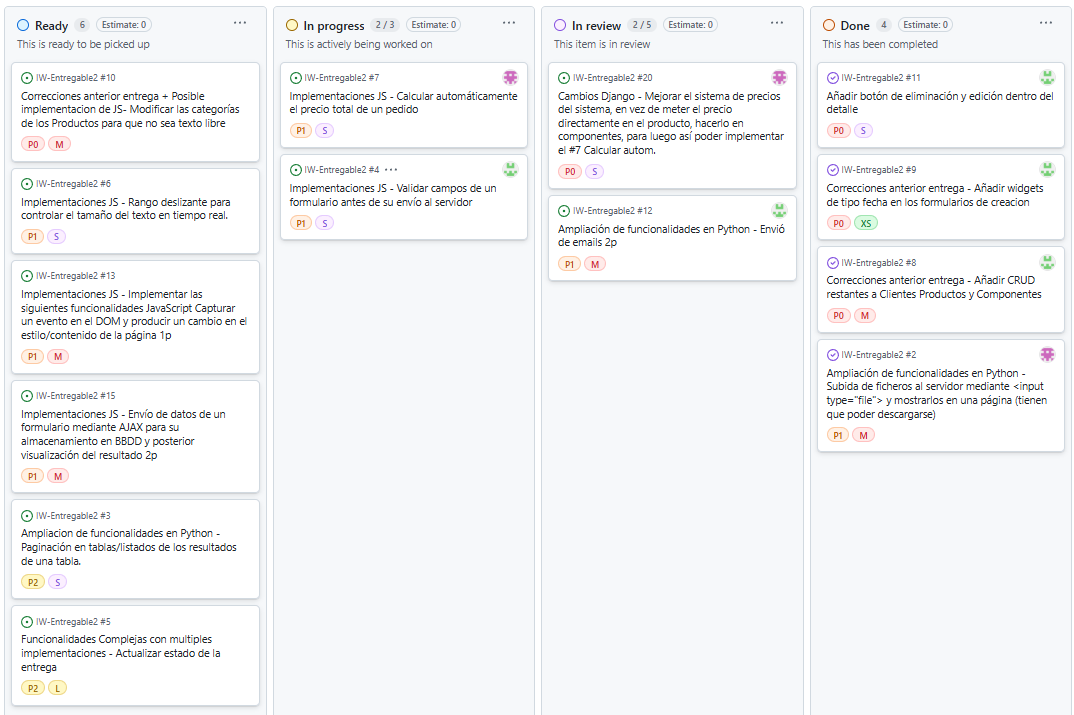 Ready 6 Estimate: 0 ...
This is ready to be picked up
IW-Entregable2 #10
Correcciones anterior entrega + Posible
implementacion de JS- Modificar las categorías
de los Productos para que no sea texto libre
P0 M
IW-Entregable2 #6
Implementaciones JS - Rango deslizante para
controlar el tamaño del texto en tiempo real.
P1 S
IW-Entregable2 #13
Implementaciones JS - Implementar las
siguientes funcionalidades JavaScript Capturar
un evento en el DOM y producir un cambio en el
estilo/contenido de la página 1p
P1 M
IW-Entregable2 #15
Implementaciones JS - Envío de datos de un
formulario mediante AJAX para su
almacenamiento en BBDD y posterior
visualización del resultado 2p
P1 M
IW-Entregable2 #3
Ampliacion de funcionalidades en Python -
Paginación en tablas/listados de los resultados
de una tabla.
P2 S
IW-Entregable2 #5
Funcionalidades Complejas con multiples
implementaciones - Actualizar estado de la
entrega
P2 L
In progress 2 / 3 Estimate: 0 ...
This is actively being worked on
IW-Entregable2 #7
Implementaciones JS - Calcular automáticamente
el precio total de un pedido
P1 S
IW-Entregable2 #4 ...
Implementaciones JS - Validar campos de un
formulario antes de su envío al servidor
P1 S
In review 2 / 5 Estimate: 0 ...
This item is in review
IW-Entregable2 #20
Cambios Django - Mejorar el sistema de precios
del sistema, en vez de meter el precio
directamente en el producto, hacerlo en
componentes, para luego así poder implementar
el #7 Calcular autom.
P0 S
IW-Entregable2 #12
Ampliación de funcionalidades en Python - Envió
de emails 2p
P1 M
Done 4 Estimate: 0 ...
This has been completed
IW-Entregable2 #11
Añadir botón de eliminación y edición dentro del
detalle
P0 S
IW-Entregable2 #9
Correcciones anterior entrega - Añadir widgets
de tipo fecha en los formularios de creacion
P0 XS
IW-Entregable2 #8
Correcciones anterior entrega - Añadir CRUD
restantes a Clientes Productos y Componentes
P0 M
IW-Entregable2 #2
Ampliación de funcionalidades en Python -
Subida de ficheros al servidor mediante <input
type="file"> y mostrarlos en una página (tienen
que poder descargarse)
P1 M